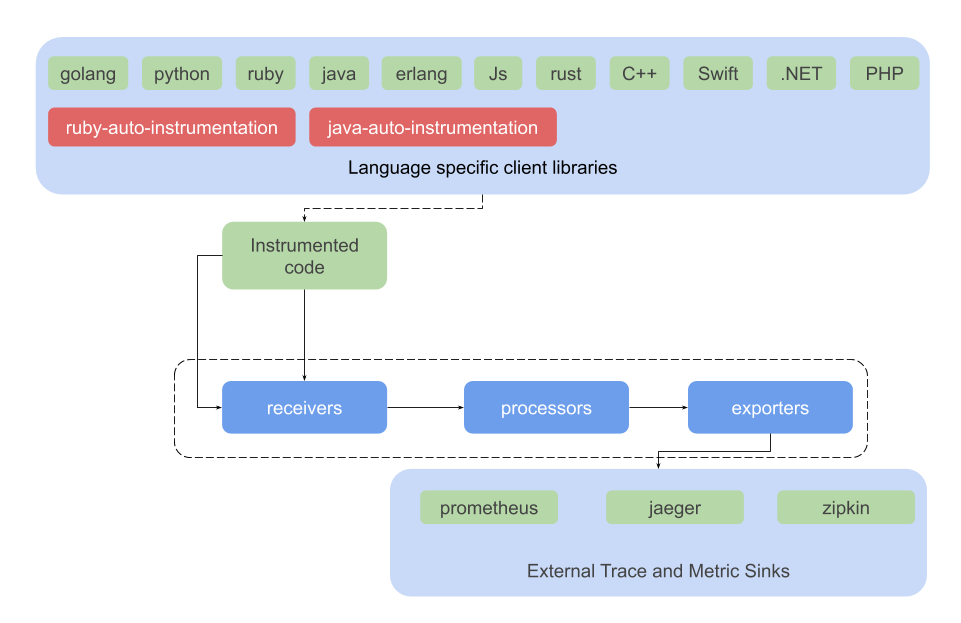 golang python ruby java erlang Js rust C++ Swift .NET PHP
ruby-auto-instrumentation java-auto-instrumentation
Language specific client libraries
Instrumented
code
receivers processors exporters
prometheus jaeger zipkin
External Trace and Metric Sinks